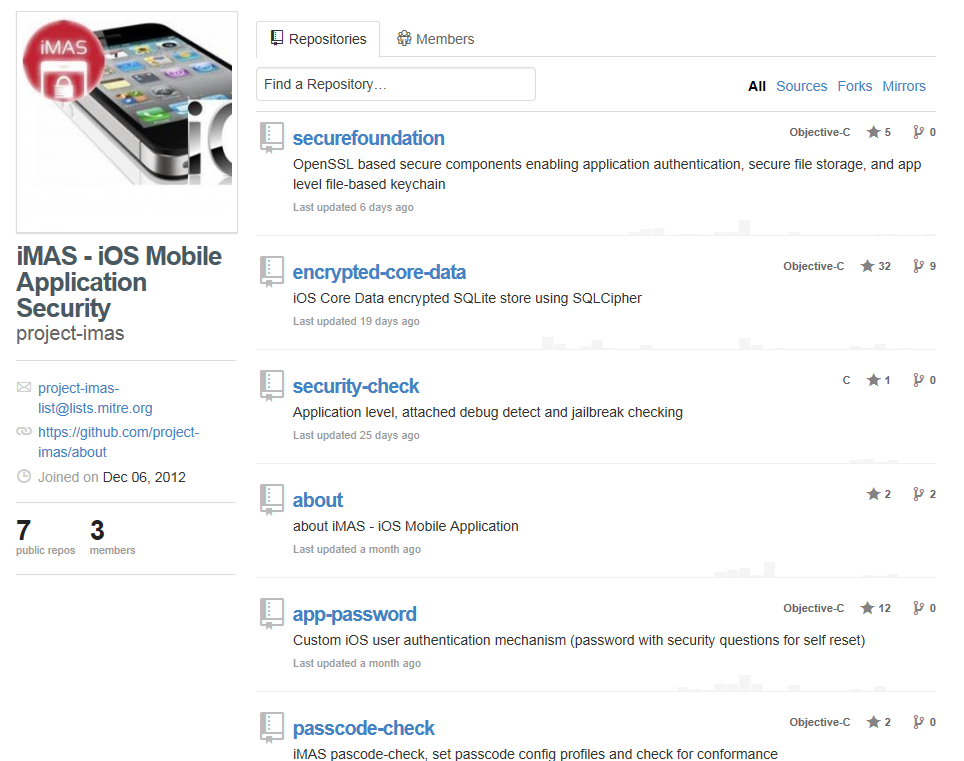 iMAS
iO
iMAS - iOS Mobile
Application
Security
project-imas
project-imas-
list@lists.mitre.org
https://github.com/project-
imas/about
Joined on Dec 06, 2012
7 3
public repos members
Repositories Members
Find a Repository…
All Sources Forks Mirrors
securefoundation
Objective-C 5 0
OpenSSL based secure components enabling application authentication, secure file storage, and app
level file-based keychain
Last updated 6 days ago
encrypted-core-data
Objective-C 32 9
iOS Core Data encrypted SQLite store using SQLCipher
Last updated 19 days ago
security-check
C 1 0
Application level, attached debug detect and jailbreak checking
Last updated 25 days ago
about
2 2
about iMAS - iOS Mobile Application
Last updated a month ago
app-password
Objective-C 12 0
Custom iOS user authentication mechanism (password with security questions for self reset)
Last updated a month ago
passcode-check
Objective-C 2 0
iMAS pascode-check, set passcode config profiles and check for conformance